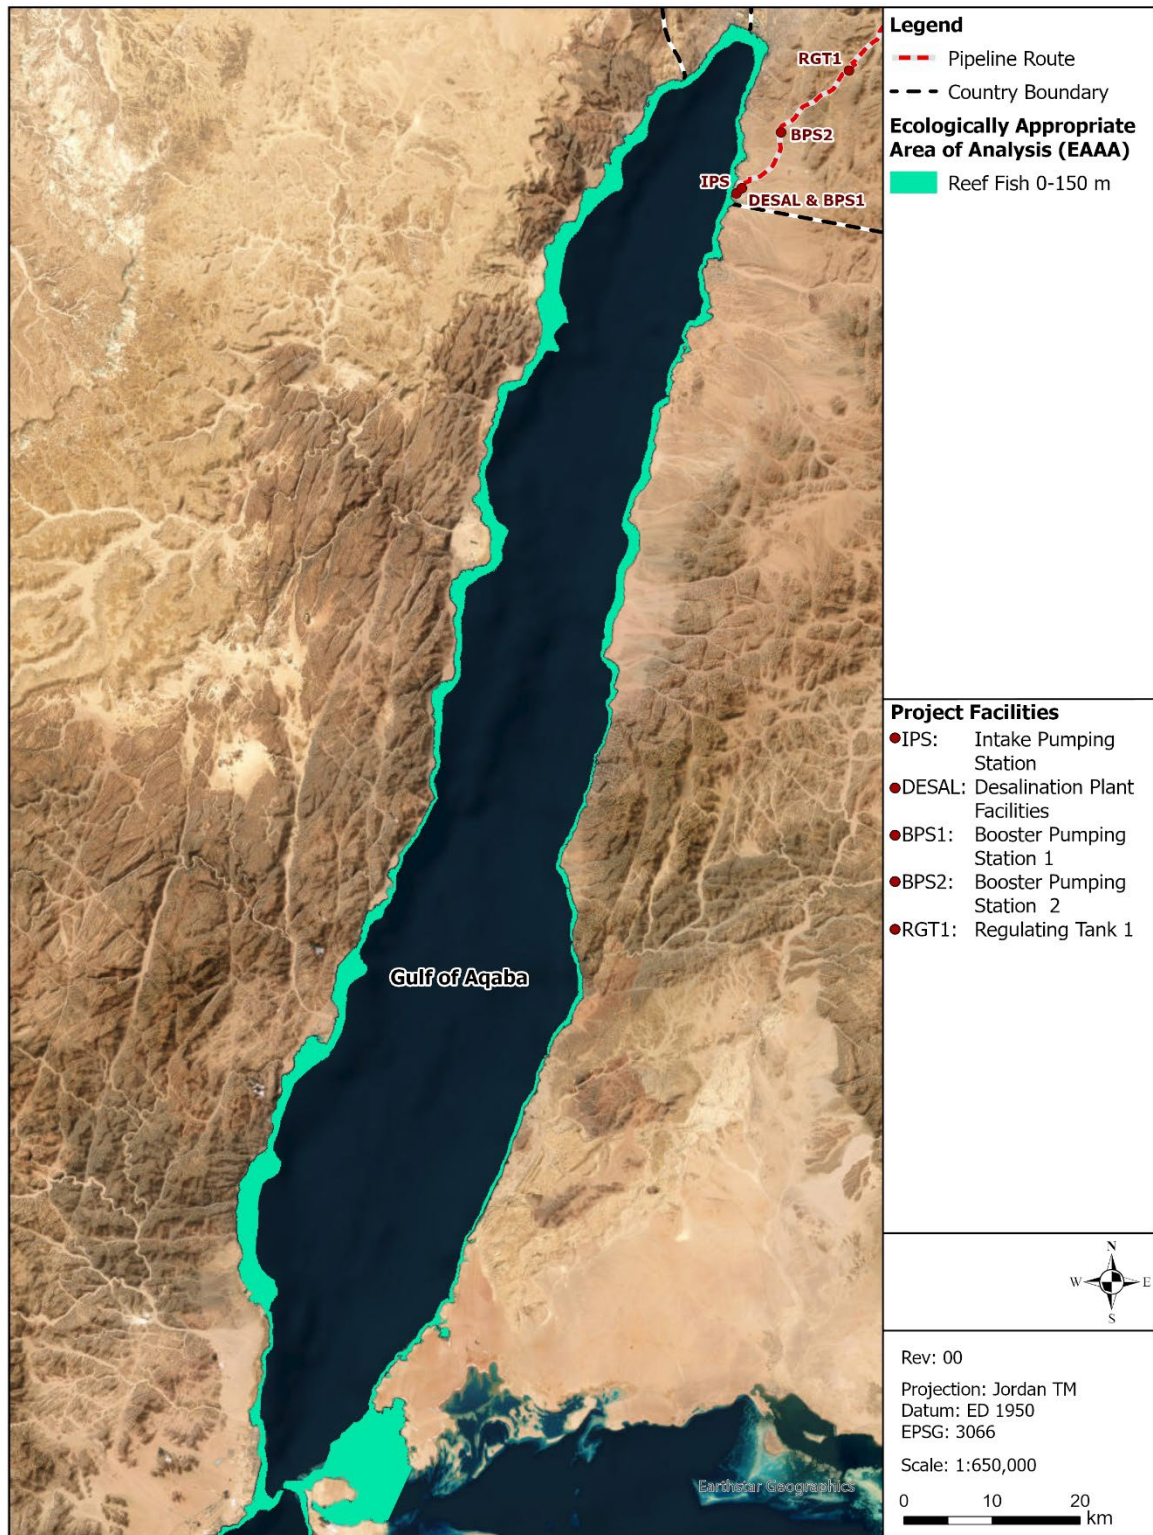 RGT1
BPS2
IPS
DESAL & BPS1
Gulf of Aqaba
Earthstar Geographics
Legend
Pipeline Route
Country Boundary
Ecologically Appropriate
Area of Analysis (EAAA)
Reef Fish 0-150 m
Project Facilities
IPS: Intake Pumping
Station
DESAL: Desalination Plant
Facilities
BPS1: Booster Pumping
Station 1
BPS2: Booster Pumping
Station 2
RGT1: Regulating Tank 1
N
W E
S
Rev: 00
Projection: Jordan TM
Datum: ED 1950
EPSG: 3066
Scale: 1:650,000
0 10 20
km